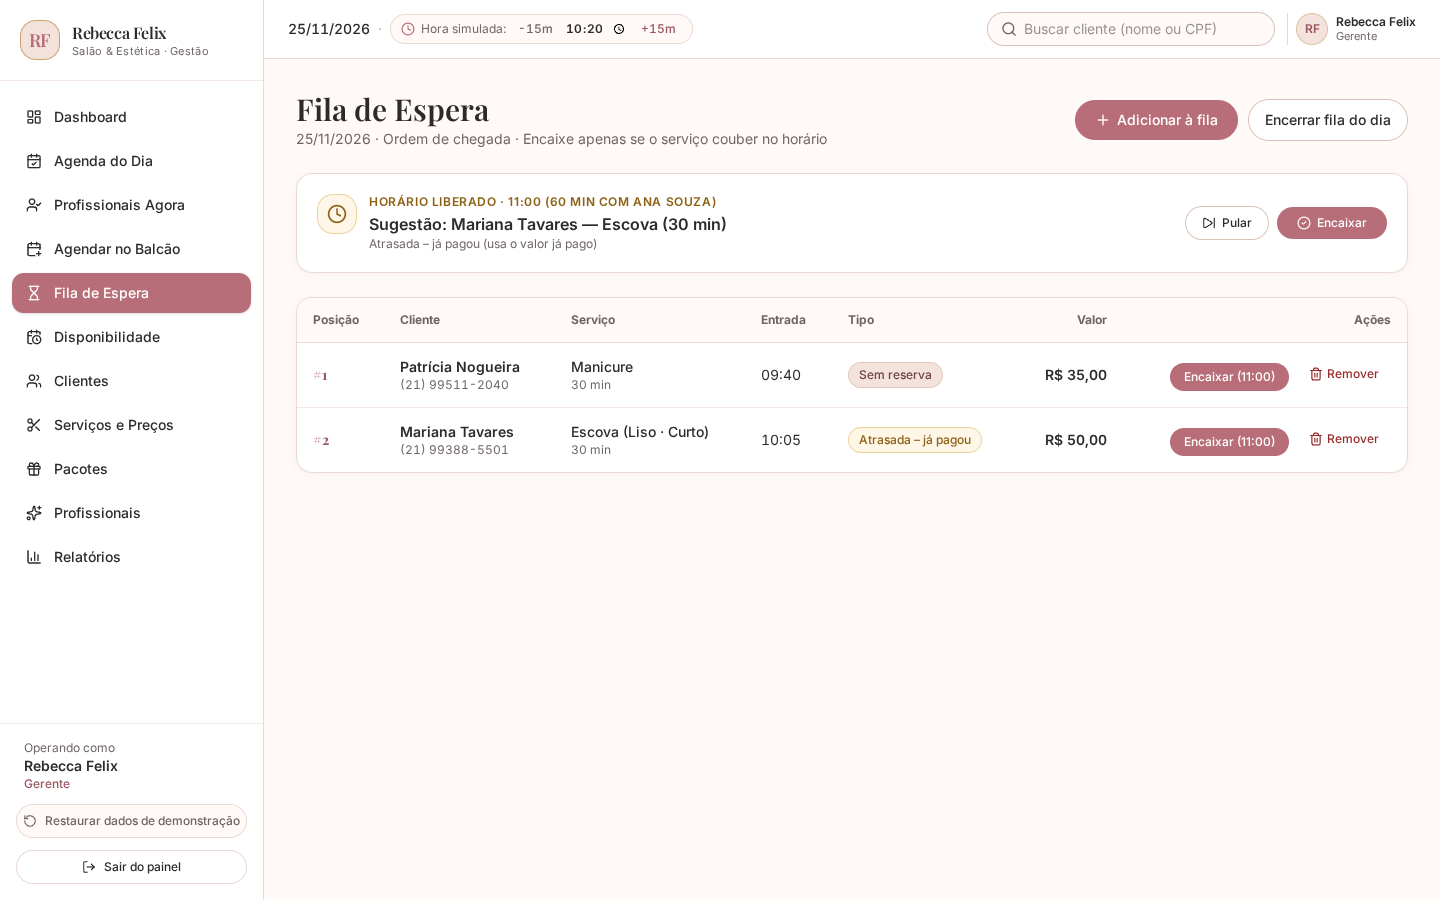 RF
Rebecca Felix
Salão & Estética · Gestão
Dashboard
Agenda do Dia
Profissionais Agora
Agendar no Balcão
Fila de Espera
Disponibilidade
Clientes
Serviços e Preços
Pacotes
Profissionais
Relatórios
Operando como
Rebecca Felix
Gerente
Restaurar dados de demonstração
Sair do painel
25/11/2026 · Hora simulada: -15m 10:20 +15m
Buscar cliente (nome ou CPF)
RF
Rebecca Felix
Gerente
Fila de Espera
25/11/2026 · Ordem de chegada · Encaixe apenas se o serviço couber no horário
Adicionar à fila
Encerrar fila do dia
HORÁRIO LIBERADO · 11:00 (60 MIN COM ANA SOUZA)
Sugestão: Mariana Tavares — Escova (30 min)
Atrasada – já pagou (usa o valor já pago)
Pular
Encaixar
Posição Cliente Serviço Entrada Tipo Valor Ações
#1 Patrícia Nogueira Manicure 09:40 Sem reserva R$ 35,00 Encaixar (11:00) Remover
(21) 99511-2040 30 min
#2 Mariana Tavares Escova (Liso · Curto) 10:05 Atrasada – já pagou R$ 50,00 Encaixar (11:00) Remover
(21) 99388-5501 30 min